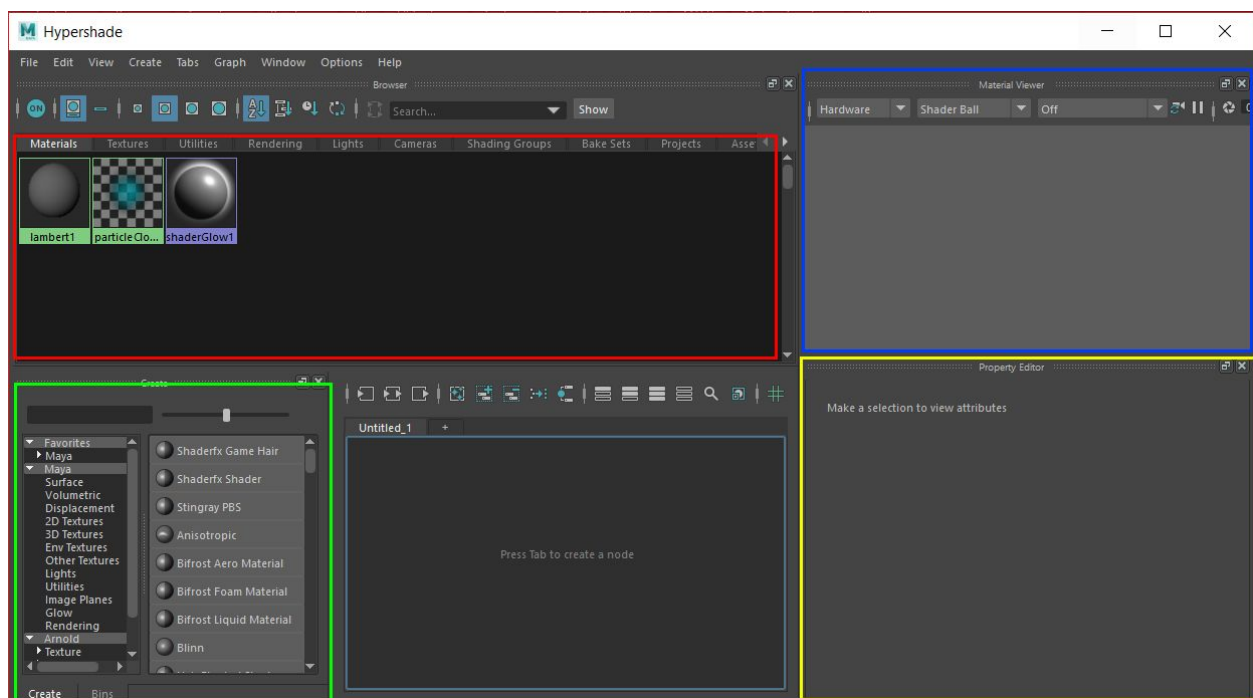 Hypershade
File Edit View Create Tabs Graph Window Options Help
Browser
ON Search... Show
Materials Textures Utilities Rendering Lights Cameras Shading Groups Bake Sets Projects Asse
lambert1 particleClo... shaderGlow1
Material Viewer
Hardware Shader Ball Off
Create
Favorites
Maya
Maya
Surface
Volumetric
Displacement
2D Textures
3D Textures
Env Textures
Other Textures
Lights
Utilities
Image Planes
Glow
Rendering
Arnold
Texture
Shaderfx Game Hair
Shaderfx Shader
Stingray PBS
Anisotropic
Bifrost Aero Material
Bifrost Foam Material
Bifrost Liquid Material
Blinn
Create Bins
Untitled_1 +
Press Tab to create a node
Property Editor
Make a selection to view attributes